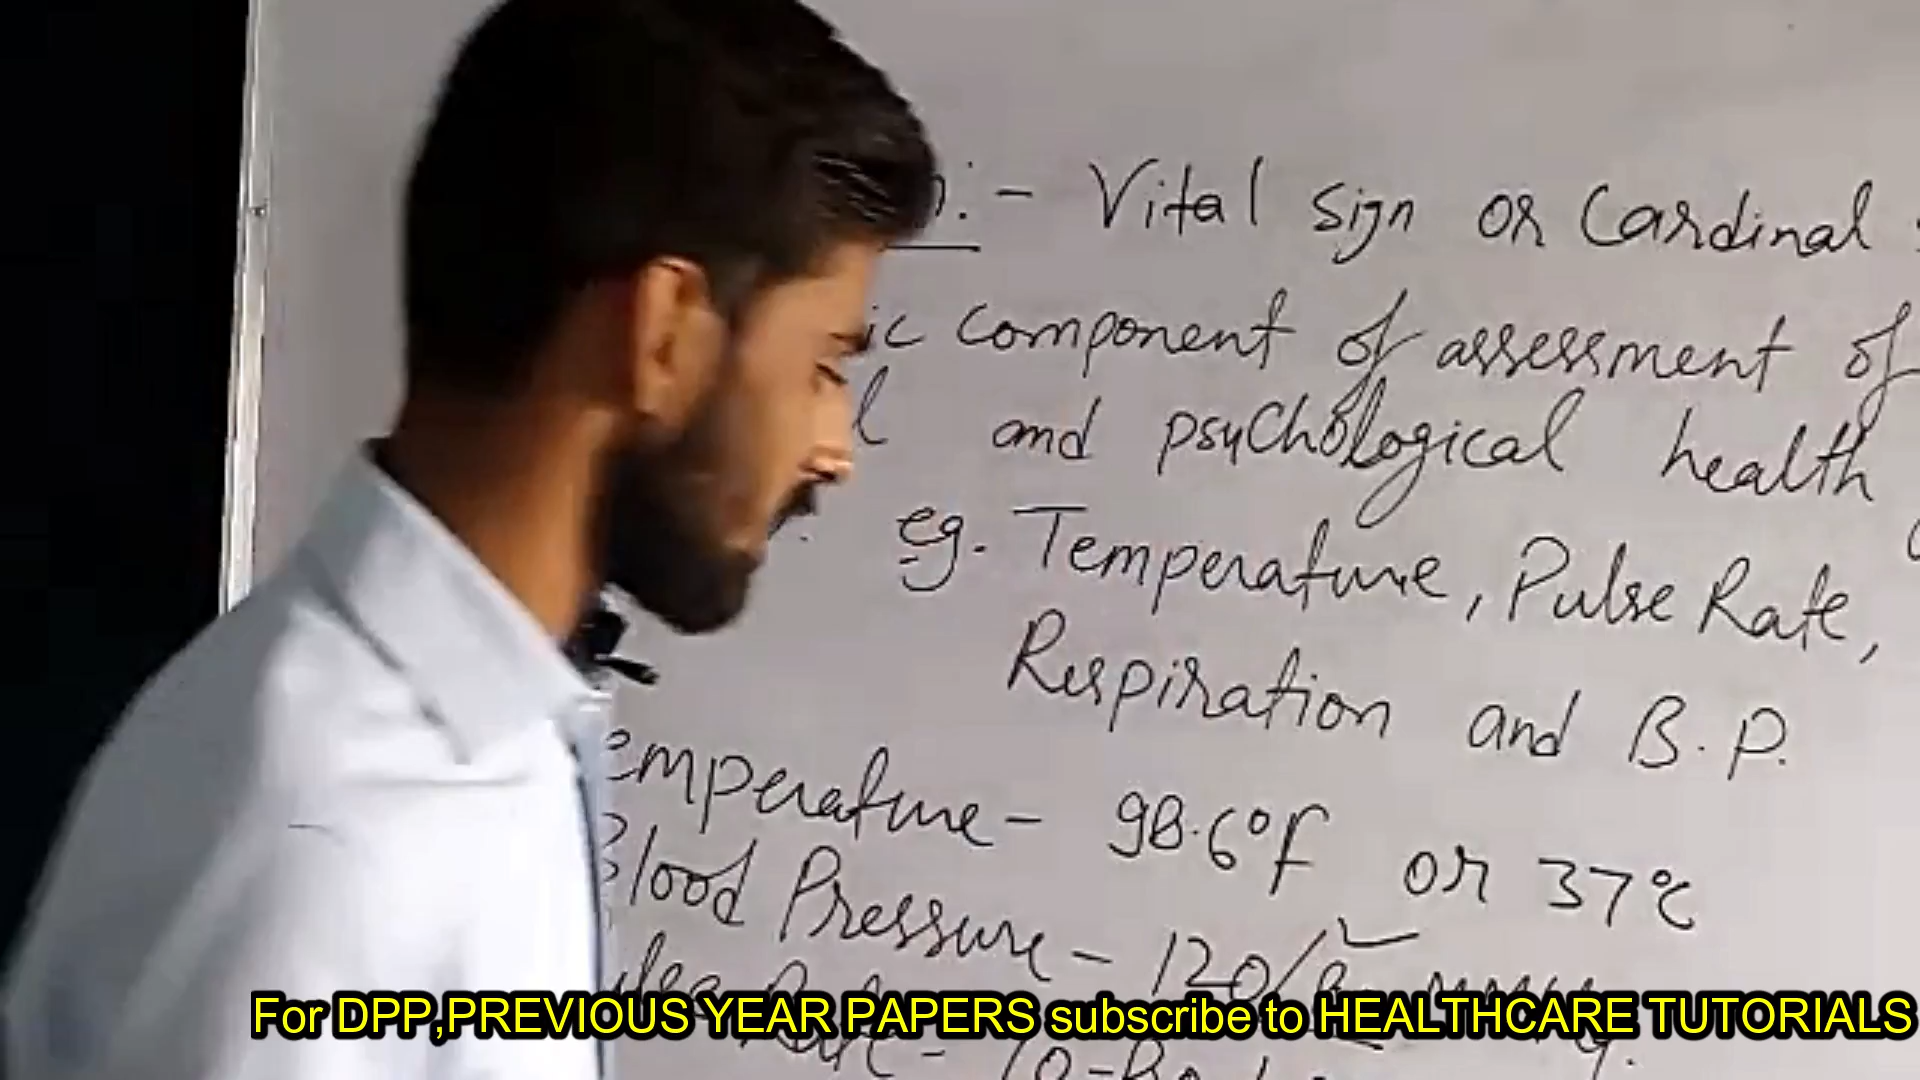 :- Vital sign or Cardinal
component of assessment of
and psychological health
eg. Temperature, Pulse Rate,
Respiration and B.P.
emperature - 98.6°f or 37°c
Blood Pressure - 120/
For DPP,PREVIOUS YEAR PAPERS subscribe to HEALTHCARE TUTORIALS